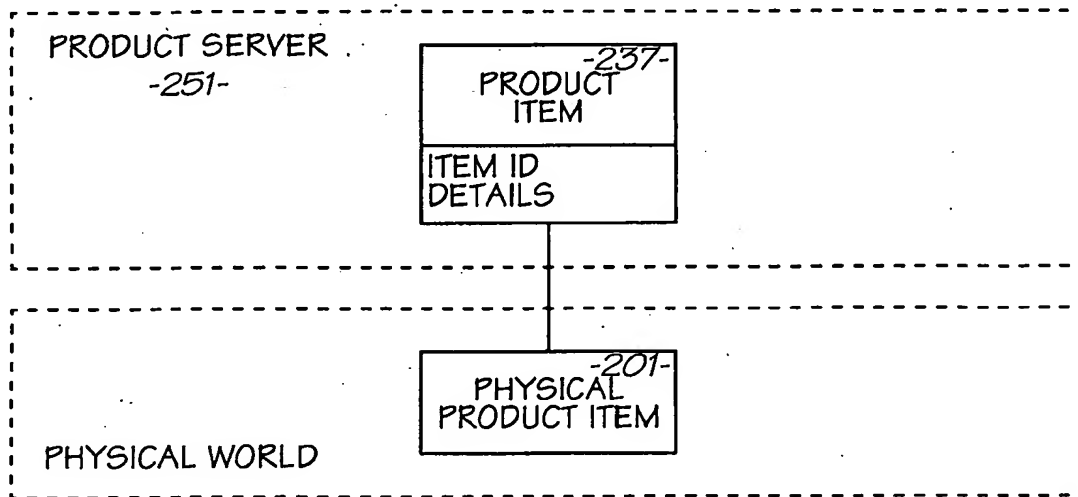 PRODUCT SERVER
-251-
-237-
PRODUCT
ITEM
ITEM ID
DETAILS
-201-
PHYSICAL
PRODUCT ITEM
PHYSICAL WORLD